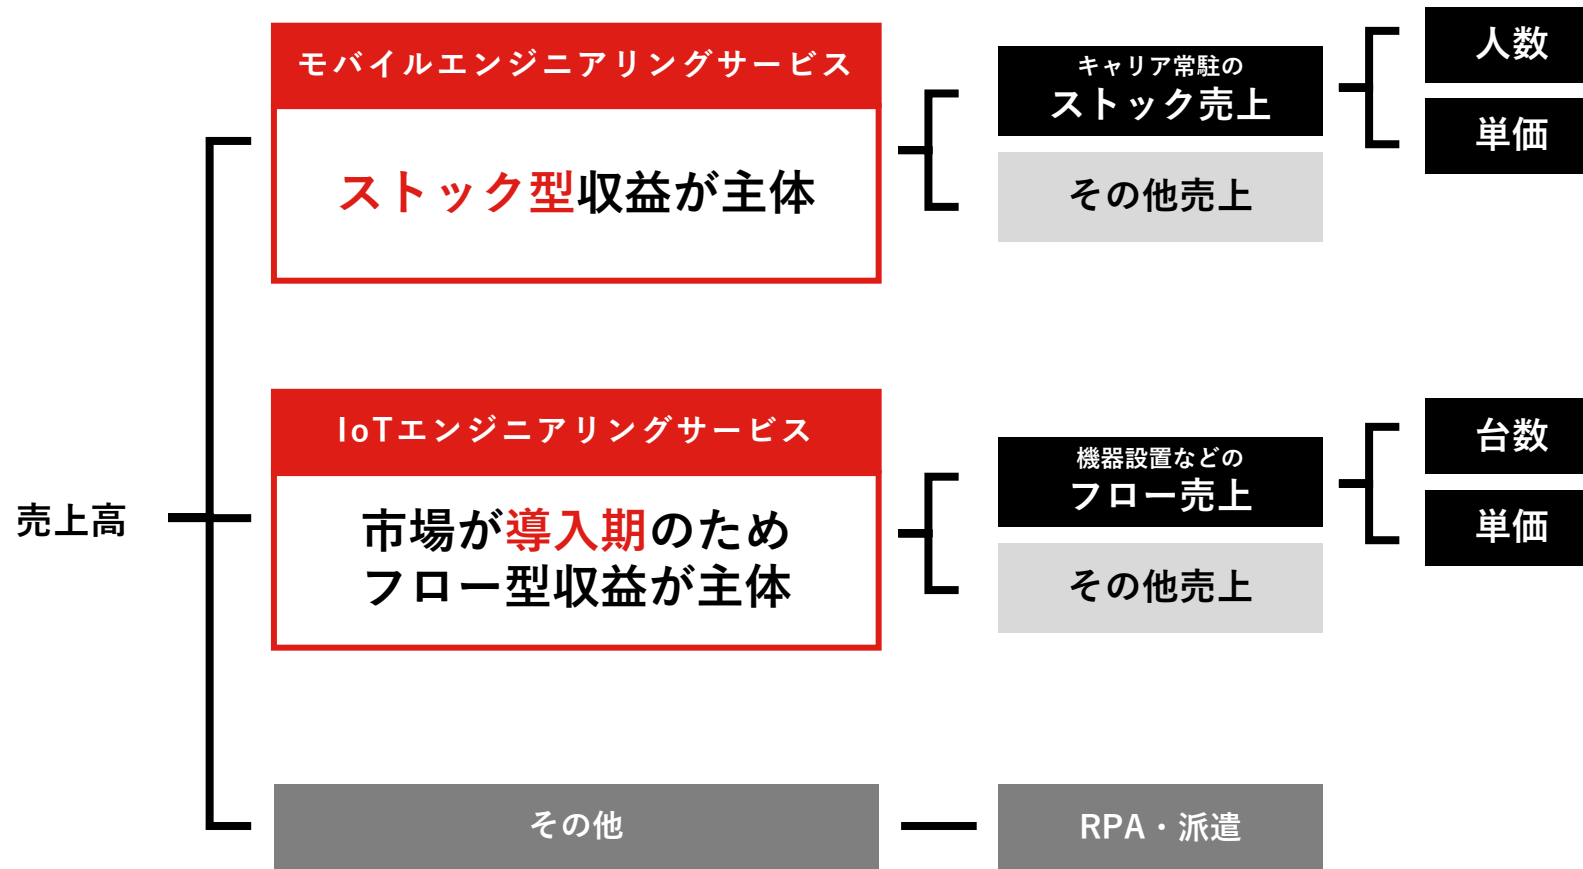 売上高
モバイルエンジニアリングサービス
ストック型収益が主体
キャリア常駐の
ストック売上
その他売上
人数
単価
IoTエンジニアリングサービス
市場が導入期のため
フロー型収益が主体
機器設置などの
フロー売上
その他売上
台数
単価
その他
RPA・派遣